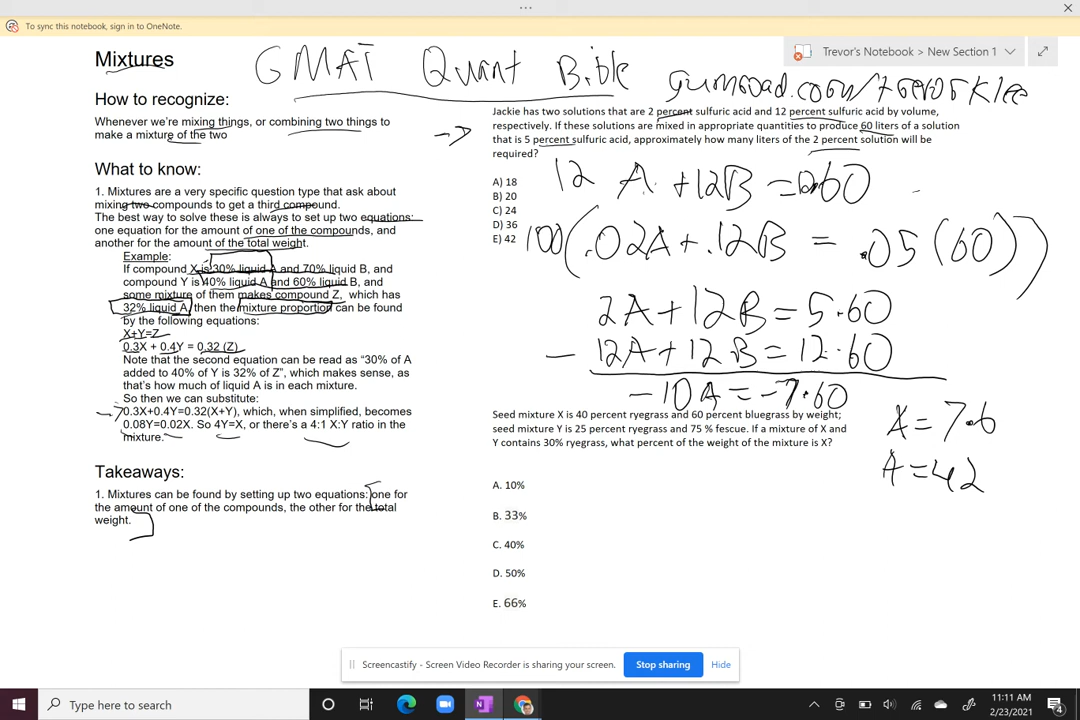 To sync this notebook, sign in to OneNote.
Mixtures
GMAT Quant Bible
Trevor's Notebook > New Section 1
gumroad.com/trevorklee
How to recognize:
Whenever we're mixing things, or combining two things to
make a mixture of the two
What to know:
1. Mixtures are a very specific question type that ask about
mixing two compounds to get a third compound.
The best way to solve these is always to set up two equations:
one equation for the amount of one of the compounds, and
another for the amount of the total weight.
Example:
If compound X is 30% liquid A and 70% liquid B, and
compound Y is 40% liquid A and 60% liquid B, and
some mixture of them makes compound Z, which has
32% liquid A, then the mixture proportion can be found
by the following equations:
X+Y=Z
0.3X + 0.4Y = 0.32 (Z)
Note that the second equation can be read as "30% of A
added to 40% of Y is 32% of Z", which makes sense, as
that's how much of liquid A is in each mixture.
So then we can substitute:
0.3X+0.4Y=0.32(X+Y), which, when simplified, becomes
0.08Y=0.02X. So 4Y=X, or there's a 4:1 X:Y ratio in the
mixture.
Takeaways:
1. Mixtures can be found by setting up two equations: one for
the amount of one of the compounds, the other for the total
weight.
Jackie has two solutions that are 2 percent sulfuric acid and 12 percent sulfuric acid by volume,
respectively. If these solutions are mixed in appropriate quantities to produce 60 liters of a solution
that is 5 percent sulfuric acid, approximately how many liters of the 2 percent solution will be
required?
A) 18
B) 20
C) 24
D) 36
E) 42
12 A + 12B = 12·60
100(.02A + .12B = .05(60))
2A + 12B = 5·60
- 12A + 12B = 12·60
-10A = -7·60
A = 7·6
A = 42
Seed mixture X is 40 percent ryegrass and 60 percent bluegrass by weight;
seed mixture Y is 25 percent ryegrass and 75 % fescue. If a mixture of X and
Y contains 30% ryegrass, what percent of the weight of the mixture is X?
A. 10%
B. 33%
C. 40%
D. 50%
E. 66%
Screencastify - Screen Video Recorder is sharing your screen.
Stop sharing
Hide
Type here to search
11:11 AM
2/23/2021
4